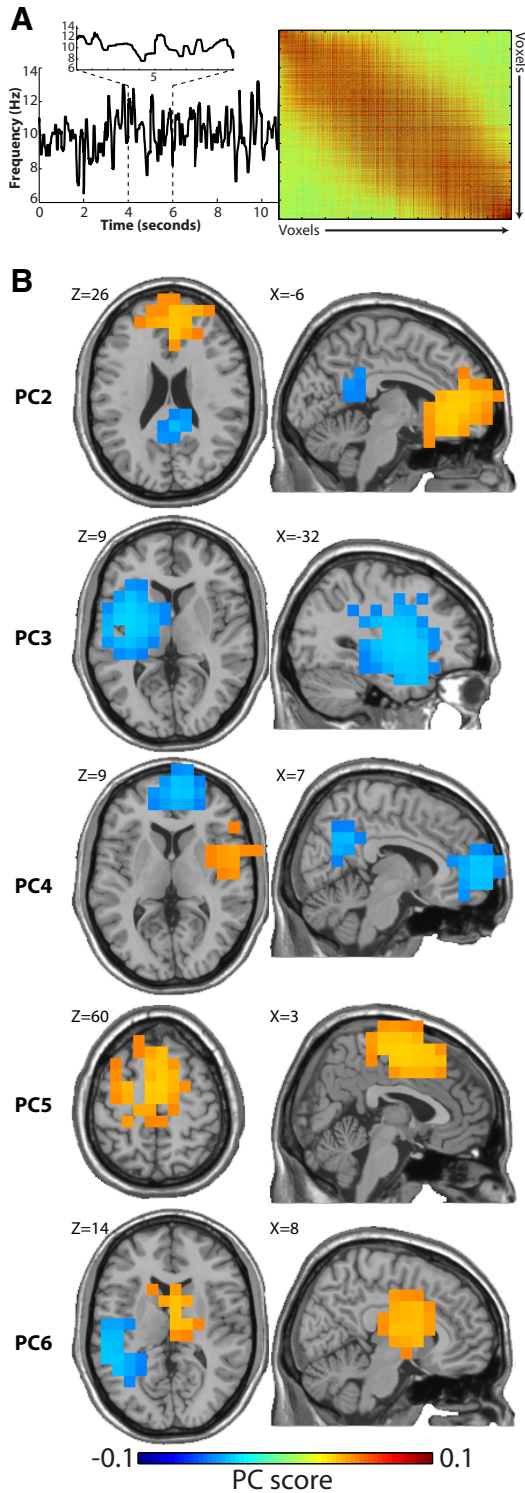 A
14
12
10
8
6
5
14
12
10
8
6
Frequency (Hz)
0 2 4 6 8 10
Time (seconds)
Voxels
Voxels
B
Z=26 X=-6
PC2
Z=9 X=-32
PC3
Z=9 X=7
PC4
Z=60 X=3
PC5
Z=14 X=8
PC6
-0.1 0.1
PC score